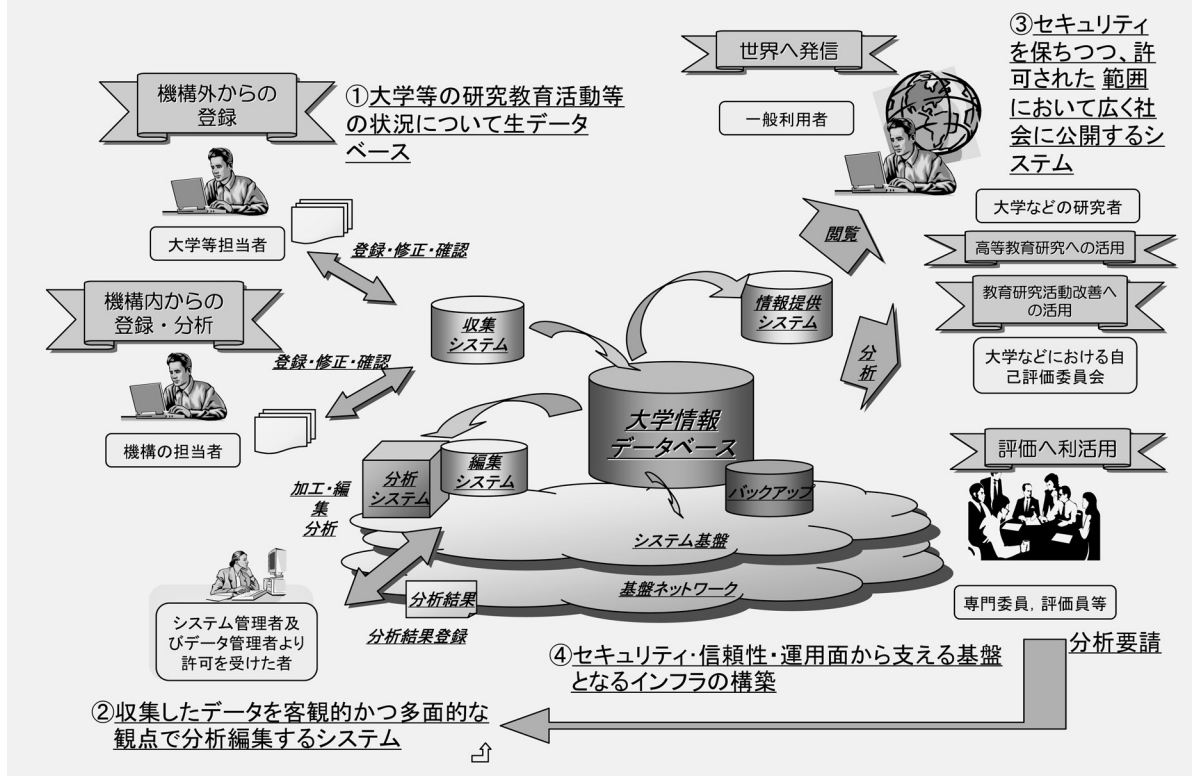 機構外からの
登録
①大学等の研究教育活動等
の状況について生データ
ベース
世界へ発信
一般利用者
③セキュリティ
を保ちつつ、許
可された 範囲
において広く社
会に公開するシ
ステム
大学等担当者
登録・修正・確認
機構内からの
登録・分析
登録・修正・確認
機構の担当者
収集
システム
情報提供
システム
閲覧
分析
大学などの研究者
高等教育研究への活用
教育研究活動改善へ
の活用
大学などにおける自
己評価委員会
大学情報
データベース
バックアップ
分析
システム
編集
システム
加工・編
集
分析
システム基盤
基盤ネットワーク
評価へ利活用
専門委員, 評価員等
システム管理者及
びデータ管理者より
許可を受けた者
分析結果
分析結果登録
④セキュリティ・信頼性・運用面から支える基盤
となるインフラの構築
分析要請
②収集したデータを客観的かつ多面的な
観点で分析編集するシステム